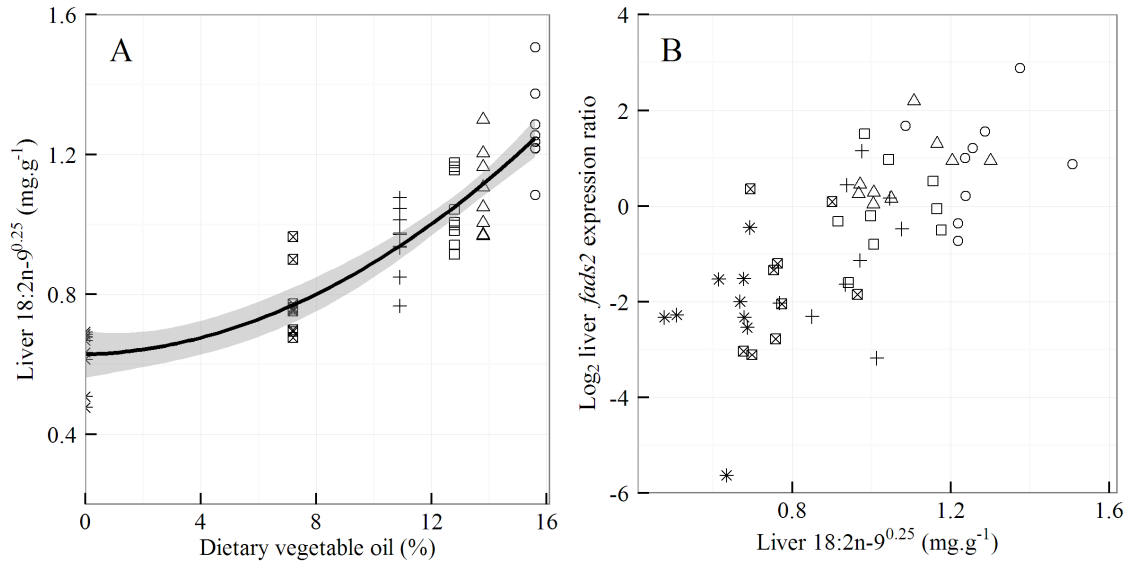 A
1.6
1.2
0.8
0.4
Liver 18:2n-9^0.25 (mg.g^-1)
0 4 8 12 16
Dietary vegetable oil (%)
B
4
2
0
-2
-4
-6
Log₂ liver fads2 expression ratio
0.8 1.2 1.6
Liver 18:2n-9^0.25 (mg.g^-1)